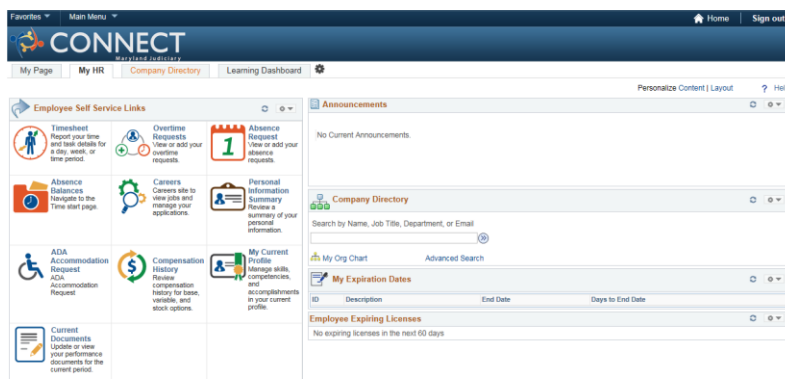 Favorites Main Menu
Home Sign out
CONNECT
Maryland Judiciary
My Page My HR Company Directory Learning Dashboard
Personalize Content | Layout ? Hel
Employee Self Service Links
Timesheet
Report your time
and task details for
a day, week, or
time period.
Overtime
Requests
View or add your
overtime
requests.
1
Absence
Request
View or add your
absence
requests.
Absence
Balances
Navigate to the
Time start page.
Careers
Careers site to
view jobs and
manage your
applications.
Personal
Information
Summary
Review a
summary of your
personal
information.
ADA
Accommodation
Request
ADA
Accommodation
Request
$
Compensation
History
Review
compensation
history for base,
variable, and
stock options.
My Current
Profile
Manage skills,
competencies,
and
accomplishments
in your current
profile.
Current
Documents
Update or view
your performance
documents for the
current period.
Announcements
No Current Announcements.
Company Directory
Search by Name, Job Title, Department, or Email
My Org Chart Advanced Search
My Expiration Dates
ID Description End Date Days to End Date
Employee Expiring Licenses
No expiring licenses in the next 60 days